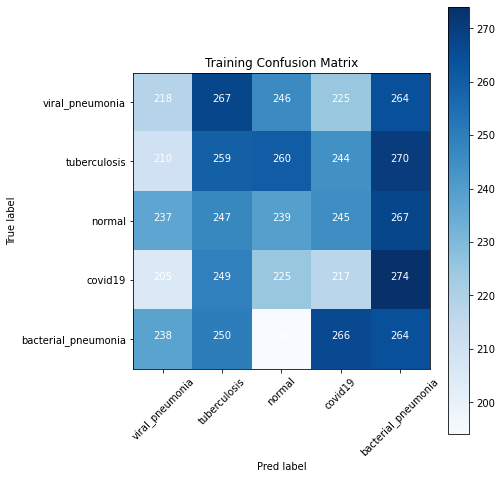 Training Confusion Matrix
True label
viral_pneumonia 218 267 246 225 264
tuberculosis 210 259 260 244 270
normal 237 247 239 245 267
covid19 205 249 225 217 274
bacterial_pneumonia 238 250 266 264
viral_pneumonia tuberculosis normal covid19 bacterial_pneumonia
Pred label
270
260
250
240
230
220
210
200